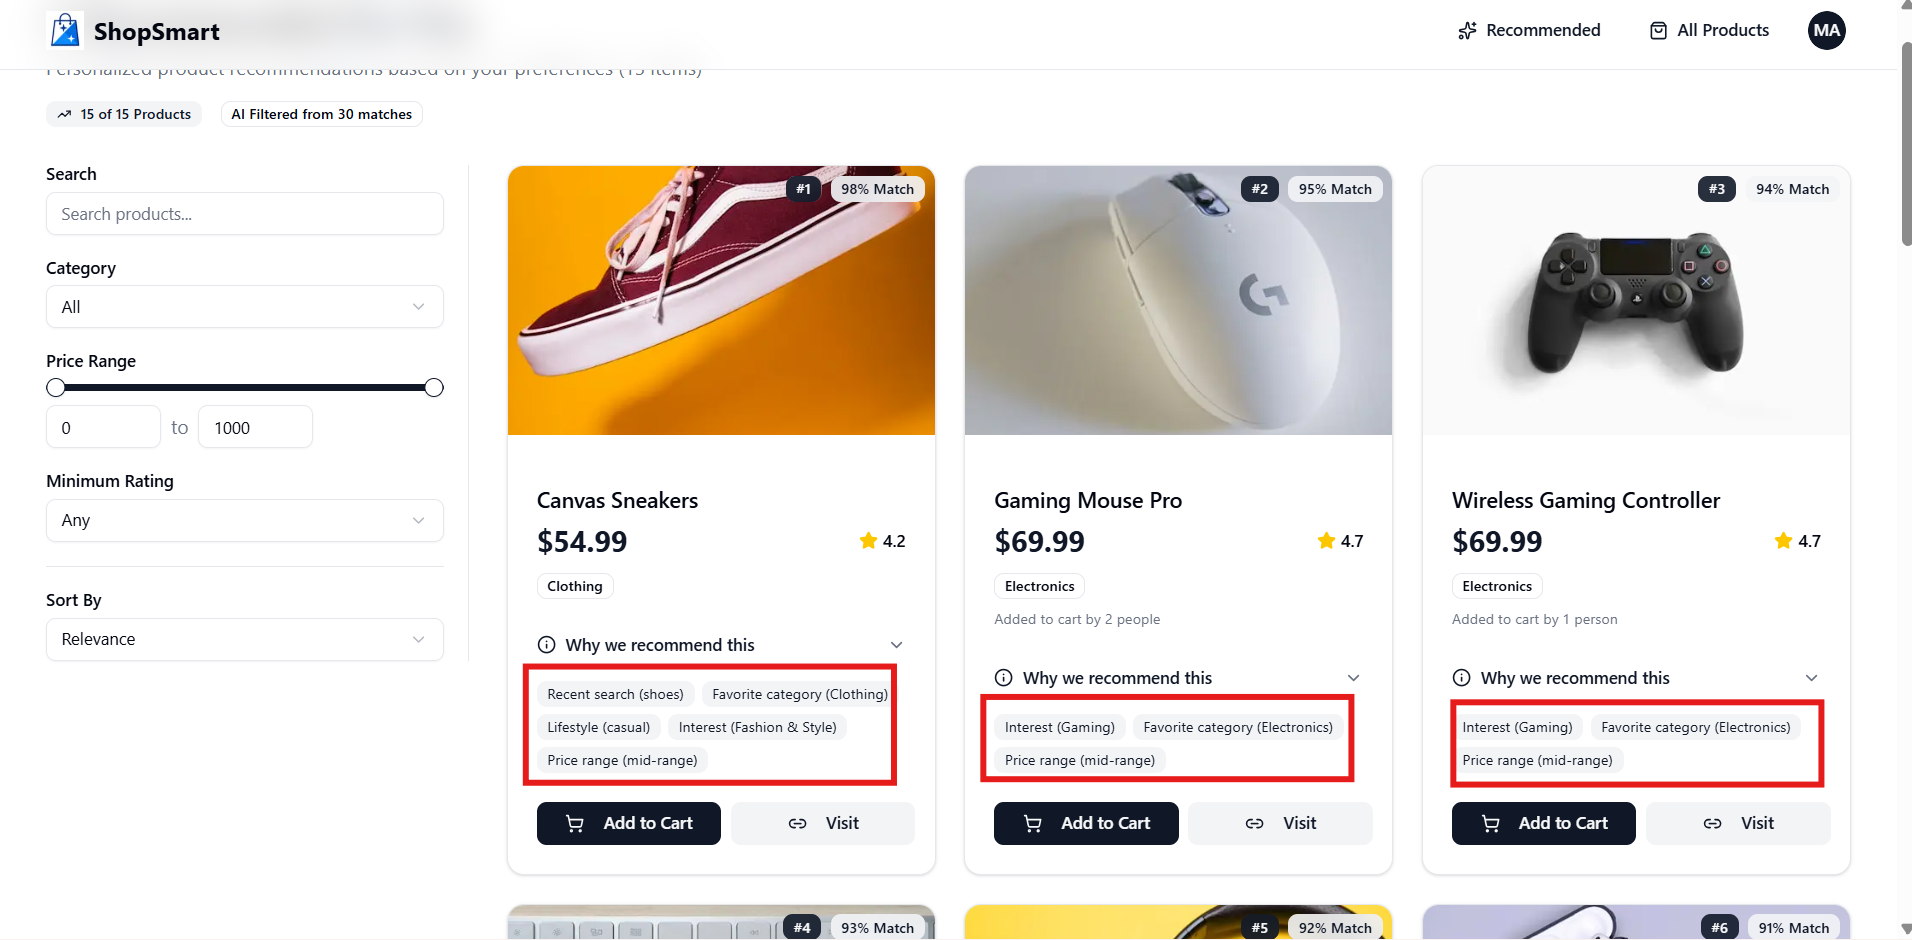 ShopSmart
Recommended
All Products
MA
Personalized product recommendations based on your preferences (15 items)
15 of 15 Products
AI Filtered from 30 matches
Search
Search products...
Category
All
Price Range
0 to 1000
Minimum Rating
Any
Sort By
Relevance
#1 98% Match
Canvas Sneakers
$54.99 4.2
Clothing
Why we recommend this
Recent search (shoes) Favorite category (Clothing)
Lifestyle (casual) Interest (Fashion & Style)
Price range (mid-range)
Add to Cart Visit
#2 95% Match
Gaming Mouse Pro
$69.99 4.7
Electronics
Added to cart by 2 people
Why we recommend this
Interest (Gaming) Favorite category (Electronics)
Price range (mid-range)
Add to Cart Visit
#3 94% Match
Wireless Gaming Controller
$69.99 4.7
Electronics
Added to cart by 1 person
Why we recommend this
Interest (Gaming) Favorite category (Electronics)
Price range (mid-range)
Add to Cart Visit
#4 93% Match
#5 92% Match
#6 91% Match